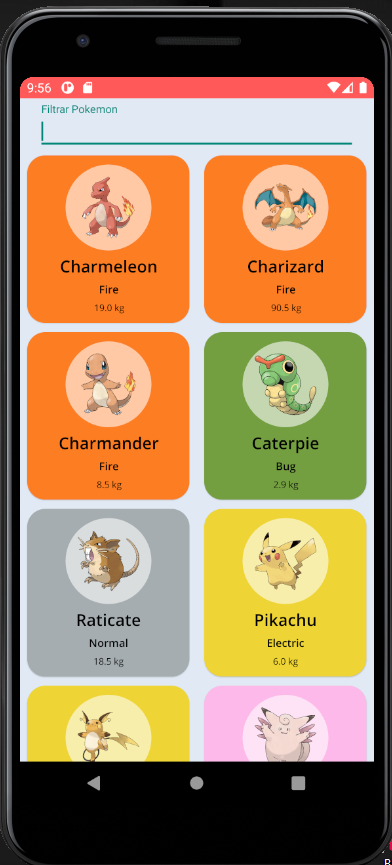 9:56
Filtrar Pokemon
Charmeleon
Fire
19.0 kg
Charizard
Fire
90.5 kg
Charmander
Fire
8.5 kg
Caterpie
Bug
2.9 kg
Raticate
Normal
18.5 kg
Pikachu
Electric
6.0 kg